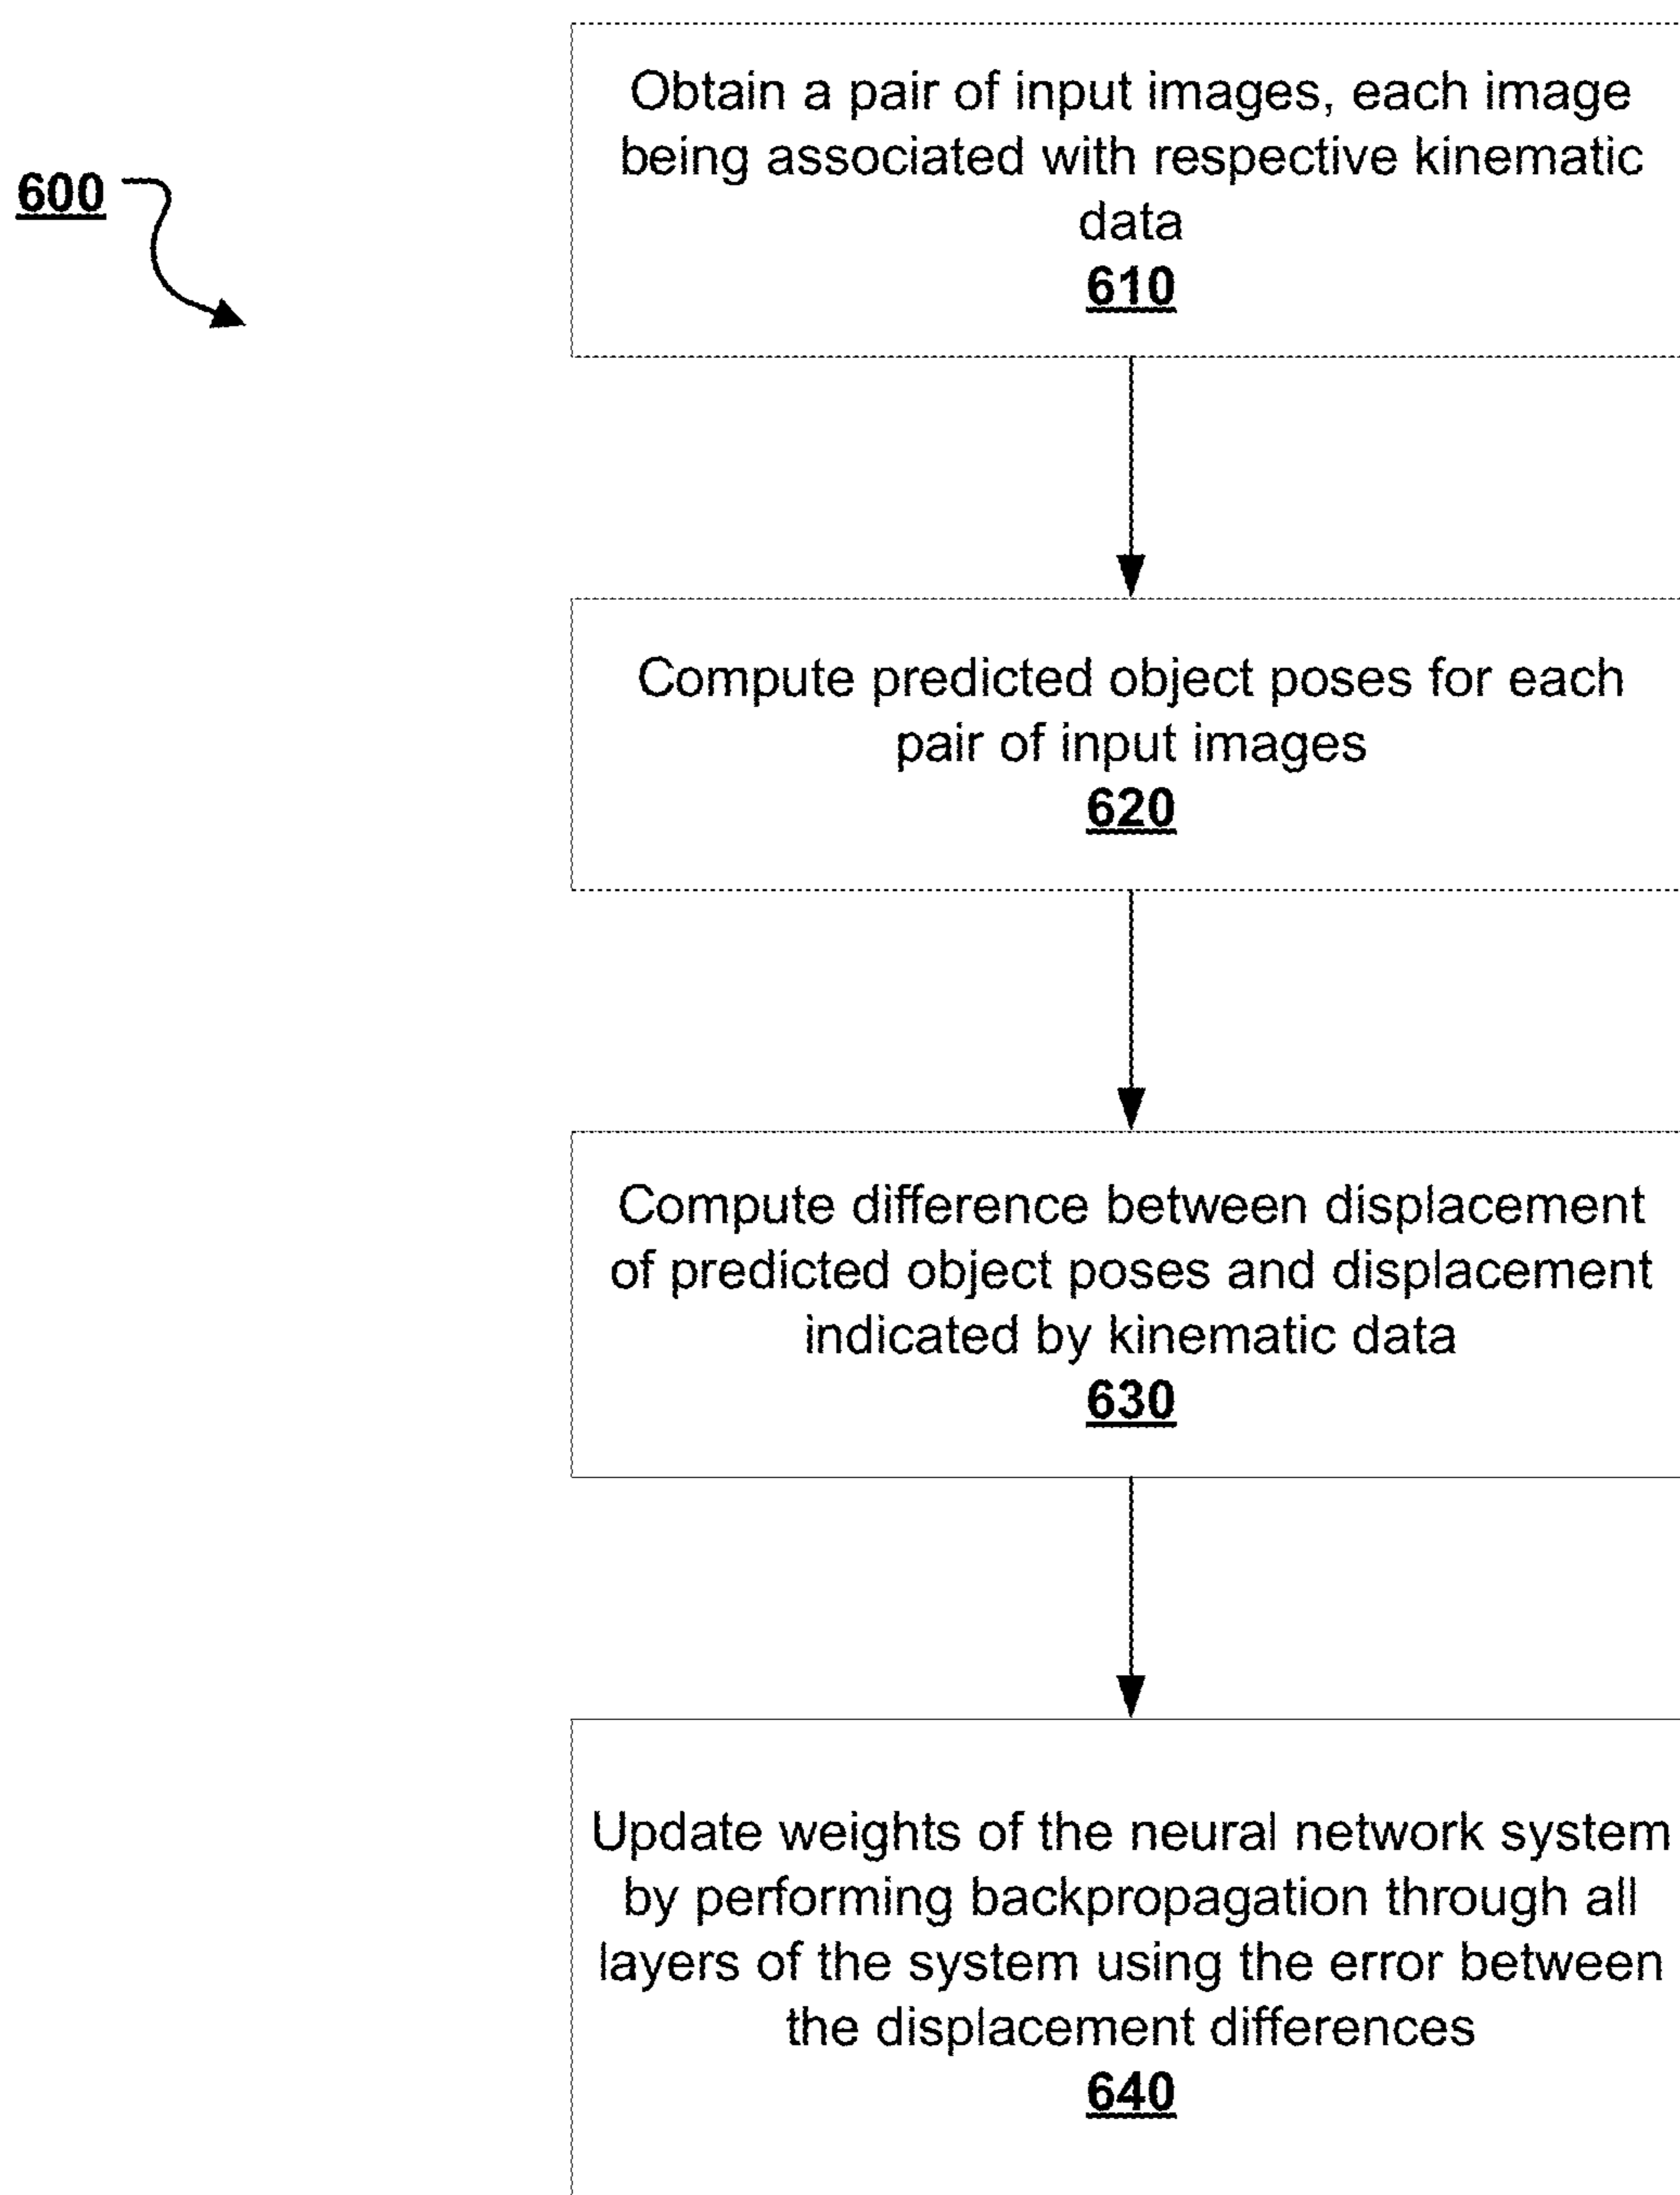 600
Obtain a pair of input images, each image
being associated with respective kinematic
data
610
Compute predicted object poses for each
pair of input images
620
Compute difference between displacement
of predicted object poses and displacement
indicated by kinematic data
630
Update weights of the neural network system
by performing backpropagation through all
layers of the system using the error between
the displacement differences
640